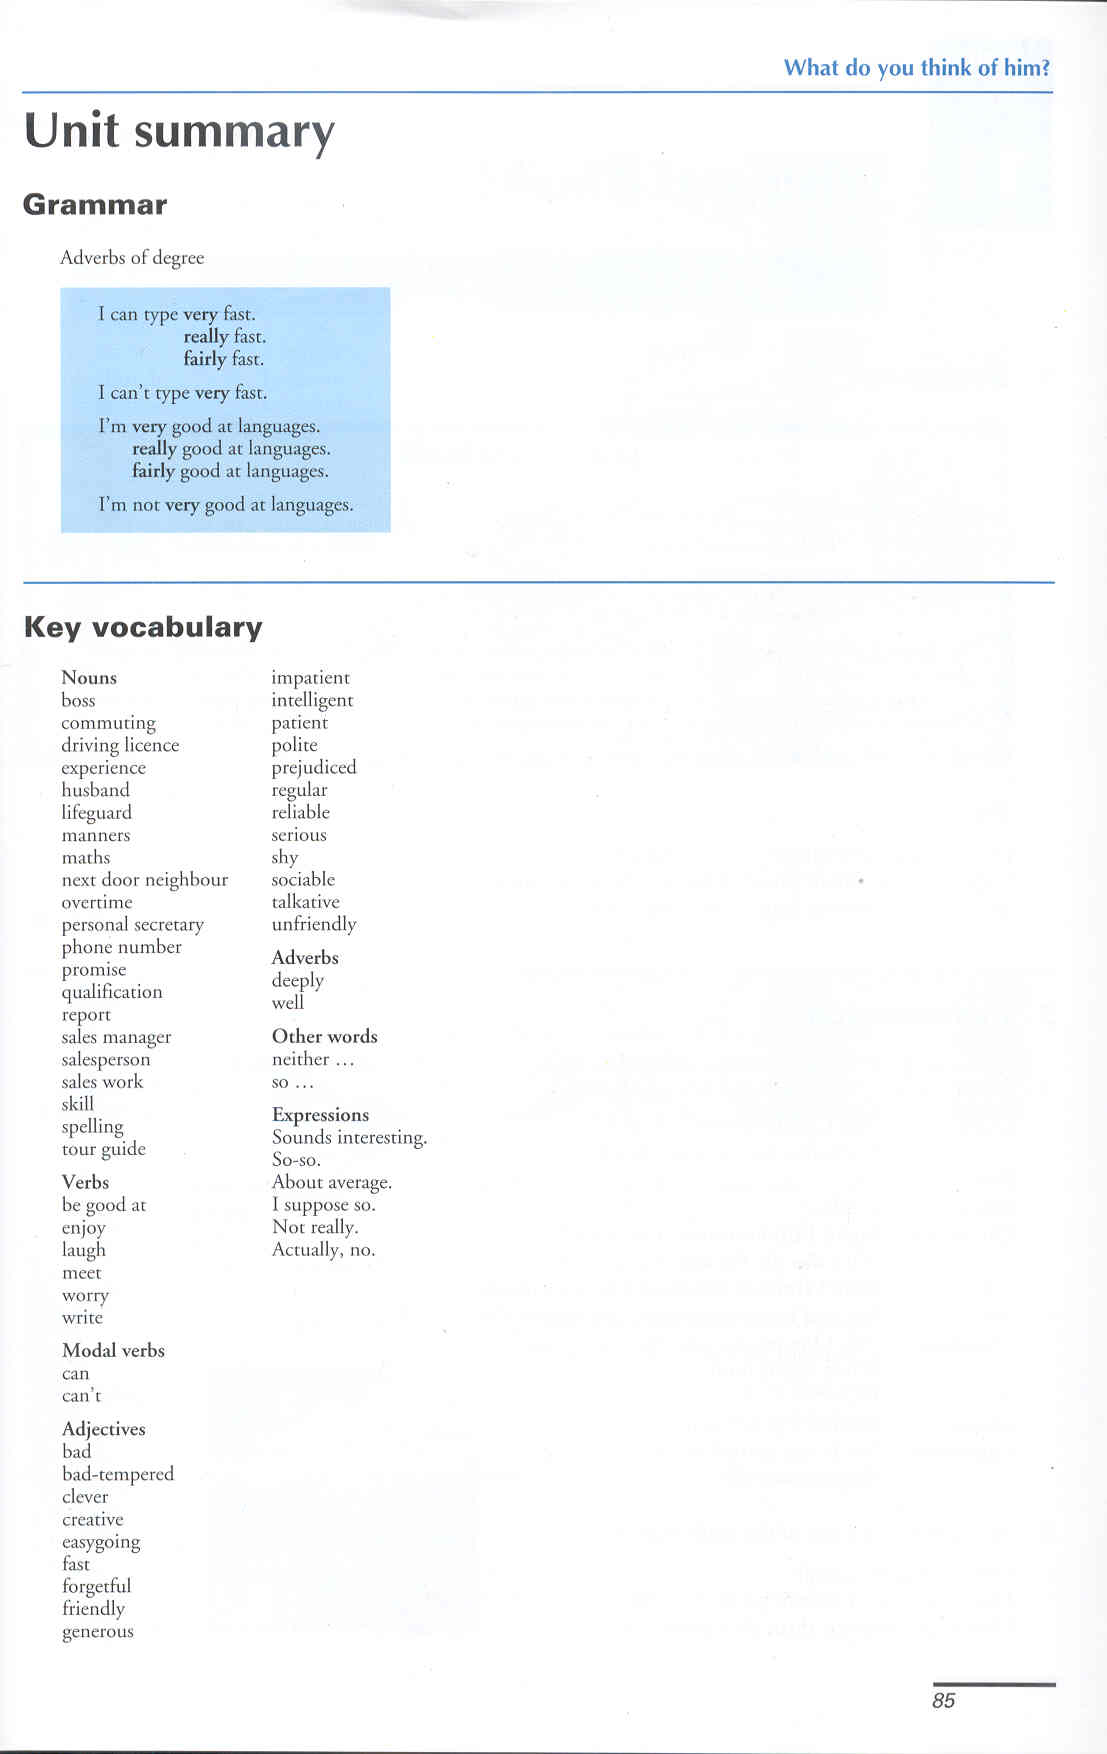 What do you think of him?
Unit summary
Grammar
Adverbs of degree
I can type very fast.
really fast.
fairly fast.
I can't type very fast.
I'm very good at languages.
really good at languages.
fairly good at languages.
I'm not very good at languages.
Key vocabulary
Nouns
boss
commuting
driving licence
experience
husband
lifeguard
manners
maths
next door neighbour
overtime
personal secretary
phone number
promise
qualification
report
sales manager
salesperson
sales work
skill
spelling
tour guide
Verbs
be good at
enjoy
laugh
meet
worry
write
Modal verbs
can
can't
Adjectives
bad
bad-tempered
clever
creative
easygoing
fast
forgetful
friendly
generous
impatient
intelligent
patient
polite
prejudiced
regular
reliable
serious
shy
sociable
talkative
unfriendly
Adverbs
deeply
well
Other words
neither ...
so ...
Expressions
Sounds interesting.
So-so.
About average.
I suppose so.
Not really.
Actually, no.
85